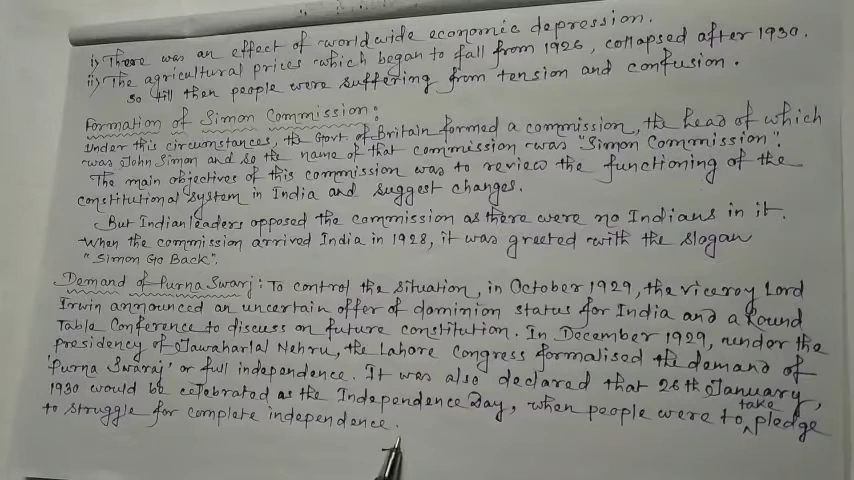 i) There was an effect of worldwide economic depression.
ii) The agricultural prices which began to fall from 1926, collapsed after 1930.
So till then people were suffering from tension and confusion.
Formation of Simon Commission:
Under this circumstances, the Govt. of Britain formed a commission, the head of which
was John Simon and so the name of that commission was "Simon Commission".
The main objectives of this commission was to review the functioning of the
constitutional system in India and suggest changes.
But Indian leaders opposed the commission as there were no Indians in it.
When the commission arrived India in 1928, it was greeted with the slogan
"Simon Go Back".
Demand of Purna Swarj: To control the situation, in October 1929, the viceroy Lord
Irwin announced an uncertain offer of dominion status for India and a Round
Table Conference to discuss on future constitution. In December 1929, under the
presidency of Jawaharlal Nehru, the Lahore Congress formalised the demand of
'Purna Swaraj' or full independence. It was also declared that 26th January,
1930 would be celebrated as the Independence Day, when people were to take pledge
to struggle for complete independence.